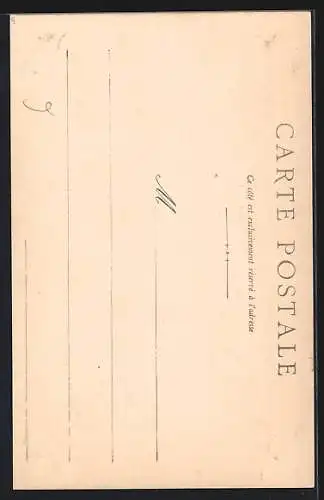 CARTE POSTALE
Ce côté est exclusivement réservé à l'adresse
M